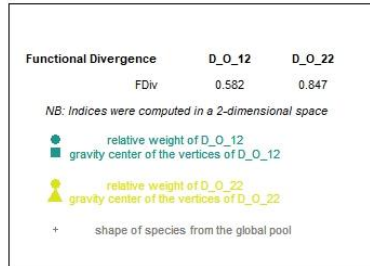 Functional Divergence D_O_12 D_O_22
FDiv 0.582 0.847
NB: Indices were computed in a 2-dimensional space
relative weight of D_O_12
gravity center of the vertices of D_O_12
relative weight of D_O_22
gravity center of the vertices of D_O_22
+ shape of species from the global pool